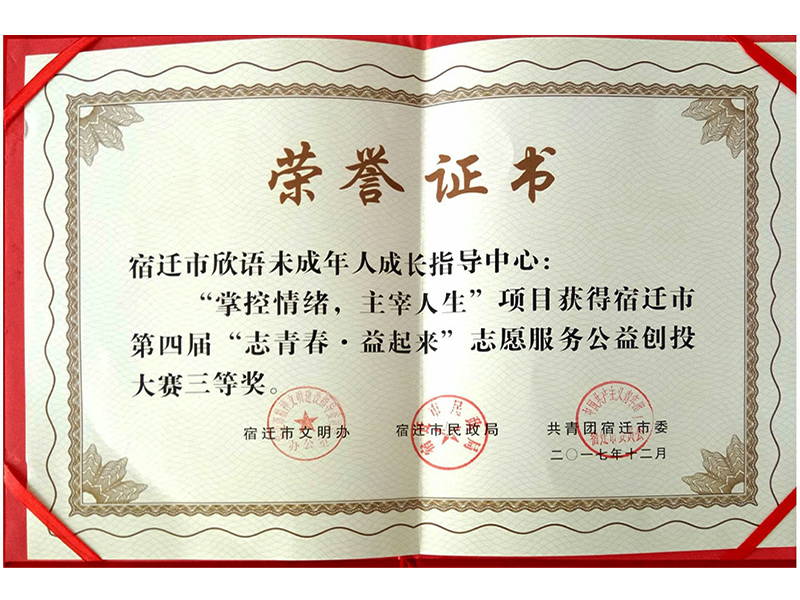 荣誉证书
宿迁市欣语未成年人成长指导中心：
“掌控情绪，主宰人生”项目获得宿迁市
第四届“志青春·益起来”志愿服务公益创投
大赛三等奖。
宿迁市文明办 宿迁市民政局 共青团宿迁市委
二〇一七年十二月